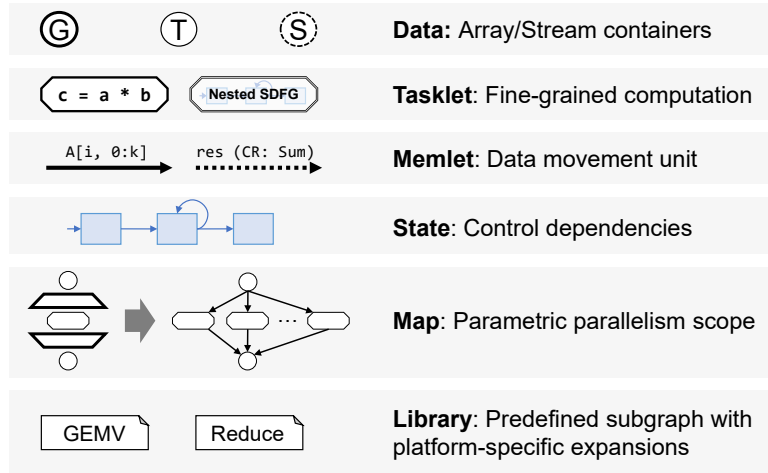 G T S Data: Array/Stream containers
c = a * b Nested SDFG Tasklet: Fine-grained computation
A[i, 0:k] res (CR: Sum) Memlet: Data movement unit
State: Control dependencies
... Map: Parametric parallelism scope
GEMV Reduce Library: Predefined subgraph with
platform-specific expansions